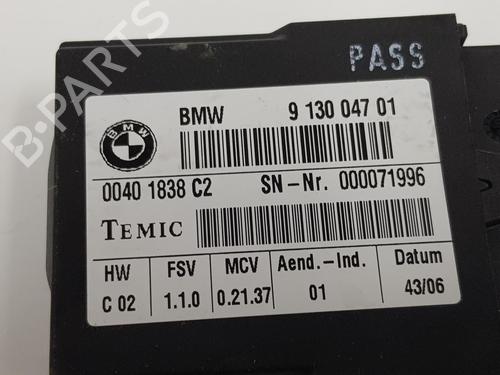 PASS
B-PARTS
BMW
BMW 9 130 047 01
0040 1838 C2 SN-Nr. 000071996
TEMIC
HW FSV MCV Aend.-Ind. Datum
C 02 1.1.0 0.21.37 01 43/06